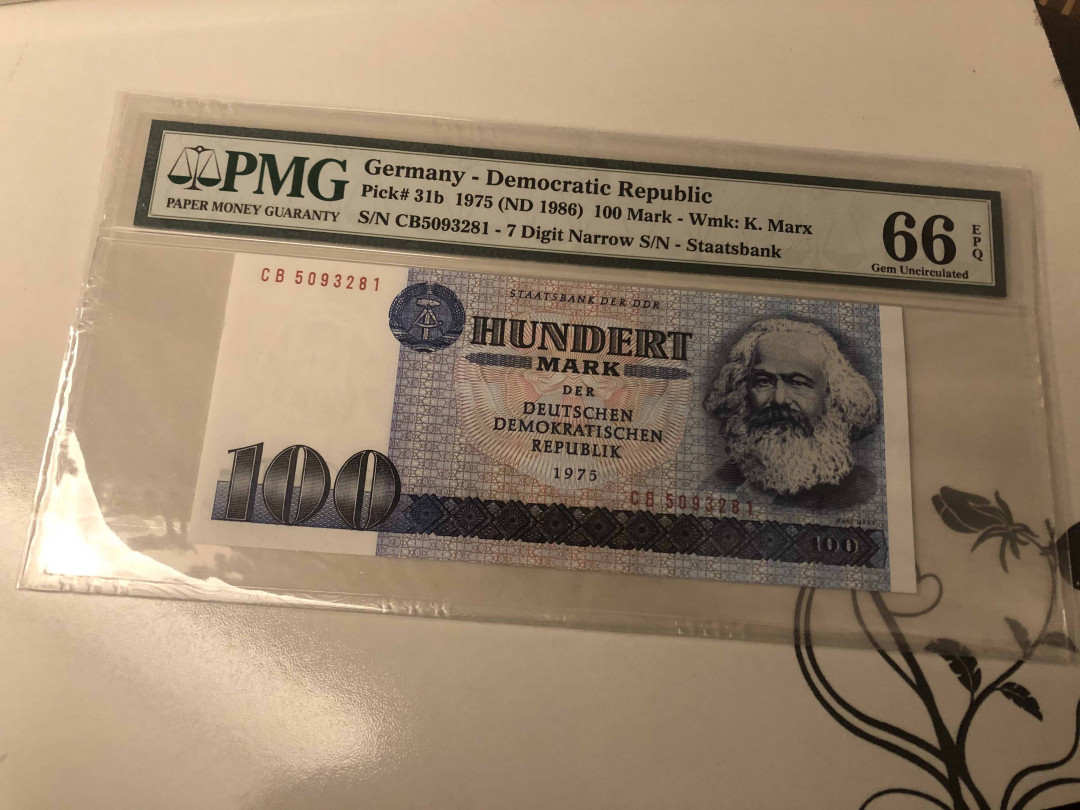 PMG
PAPER MONEY GUARANTY
Germany - Democratic Republic
Pick# 31b 1975 (ND 1986) 100 Mark - Wmk: K. Marx
S/N CB5093281 - 7 Digit Narrow S/N - Staatsbank
66
EPQ
Gem Uncirculated
CB 5093281
STAATSBANK DER DDR
HUNDERT
MARK
DER
DEUTSCHEN
DEMOKRATISCHEN
REPUBLIK
1975
100
CB 5093281
KARL MARX
100